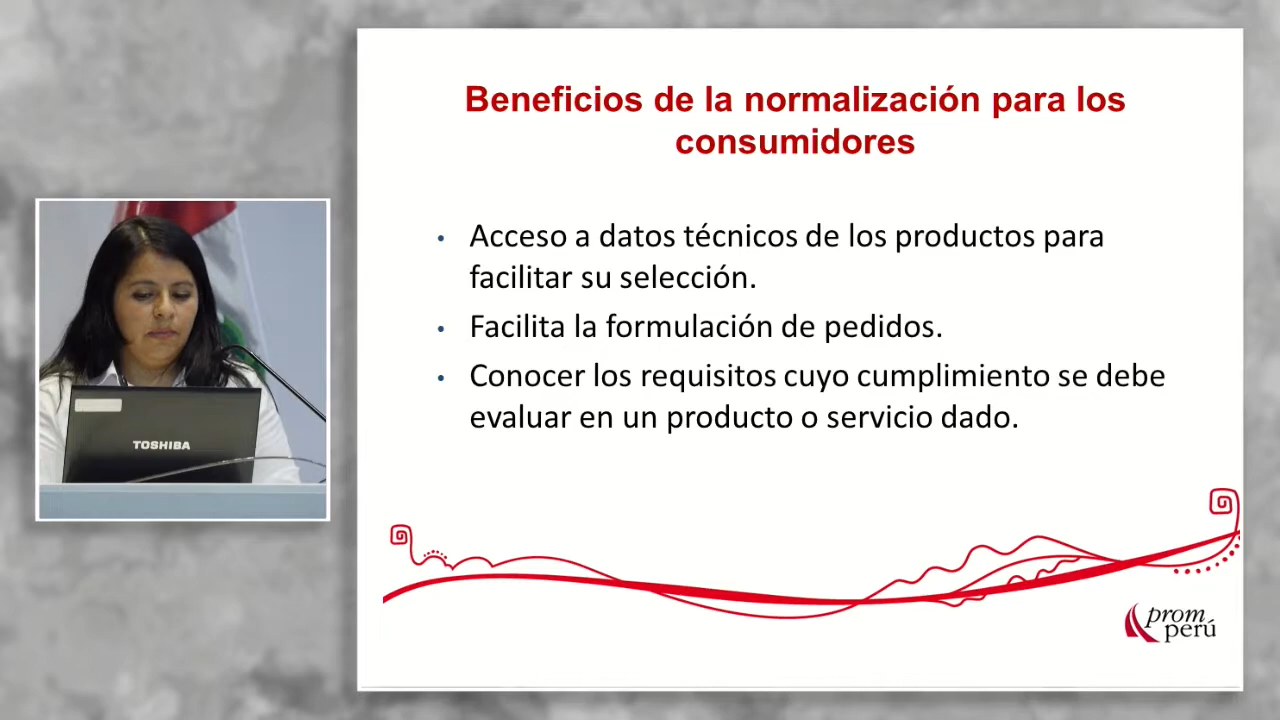 Beneficios de la normalización para los
consumidores
• Acceso a datos técnicos de los productos para
facilitar su selección.
• Facilita la formulación de pedidos.
• Conocer los requisitos cuyo cumplimiento se debe
evaluar en un producto o servicio dado.
TOSHIBA
prom
perú